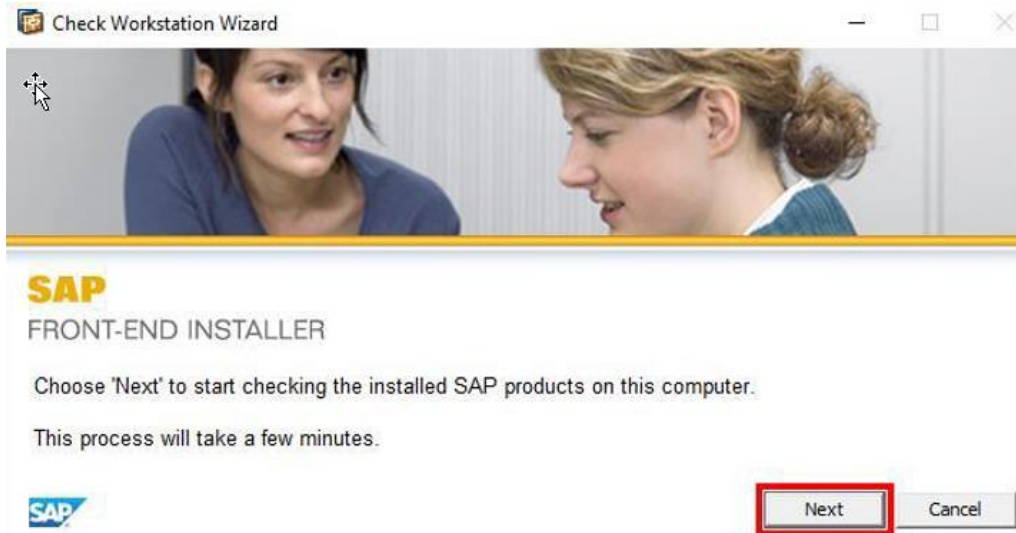 Check Workstation Wizard
SAP
FRONT-END INSTALLER
Choose 'Next' to start checking the installed SAP products on this computer.
This process will take a few minutes.
SAP
Next
Cancel